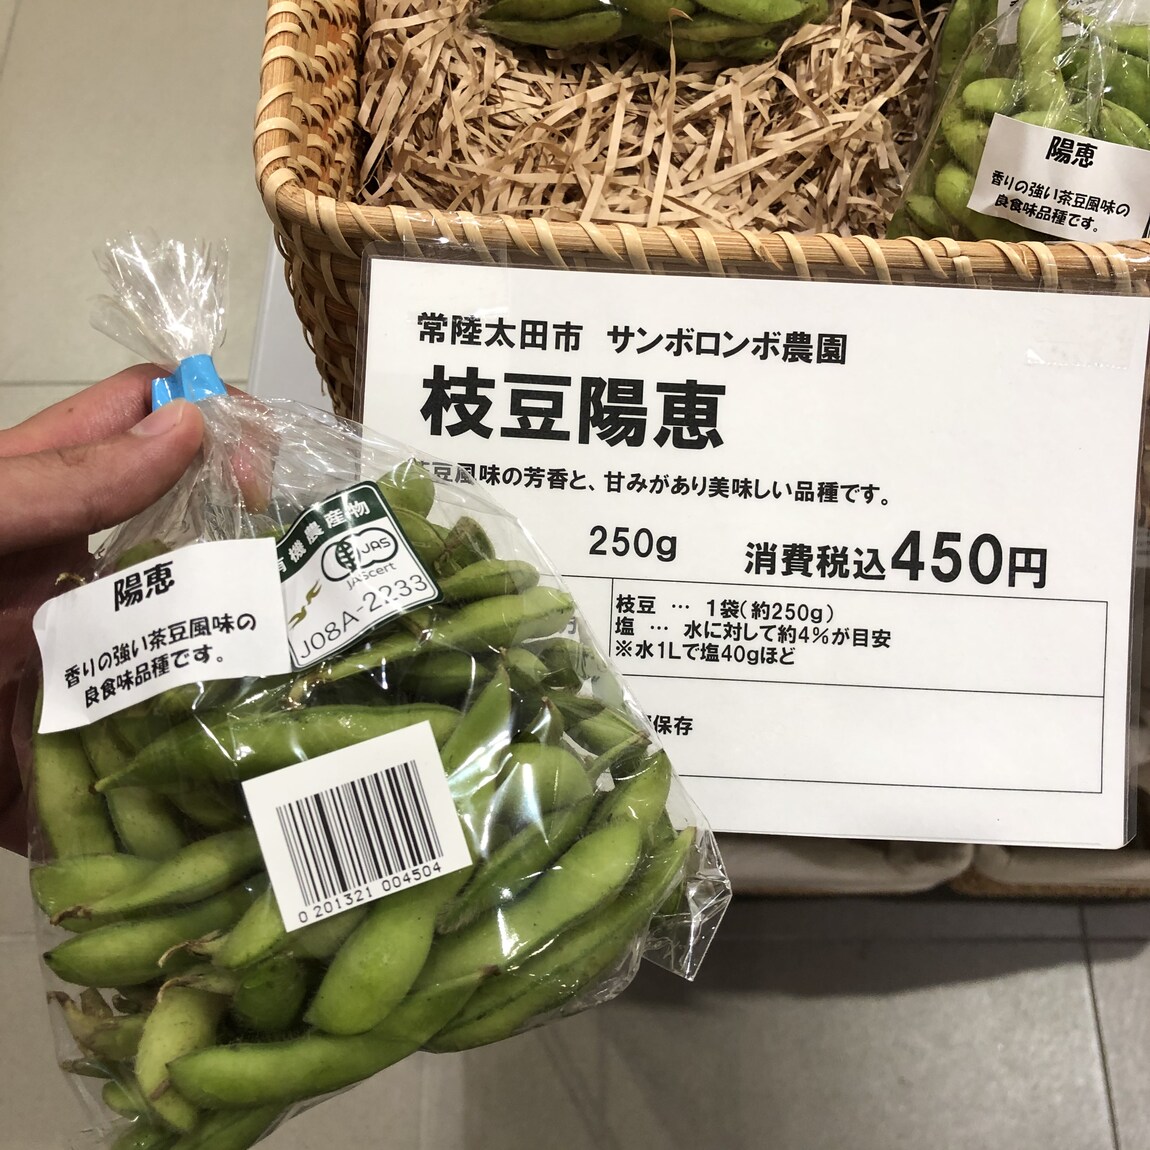 陽恵
香りの強い茶豆風味の
良食味品種です。
常陸太田市 サンボロンボ農園
枝豆陽恵
豆風味の芳香と、甘みがあり美味しい品種です。
250g 消費税込450円
枝豆 … 1袋(約250g)
塩 … 水に対して約4%が目安
※水1Lで塩40gほど
保存
有機農産物
JAS
JAScert
J08A-2233
陽恵
香りの強い茶豆風味の
良食味品種です。
0 201321 004504